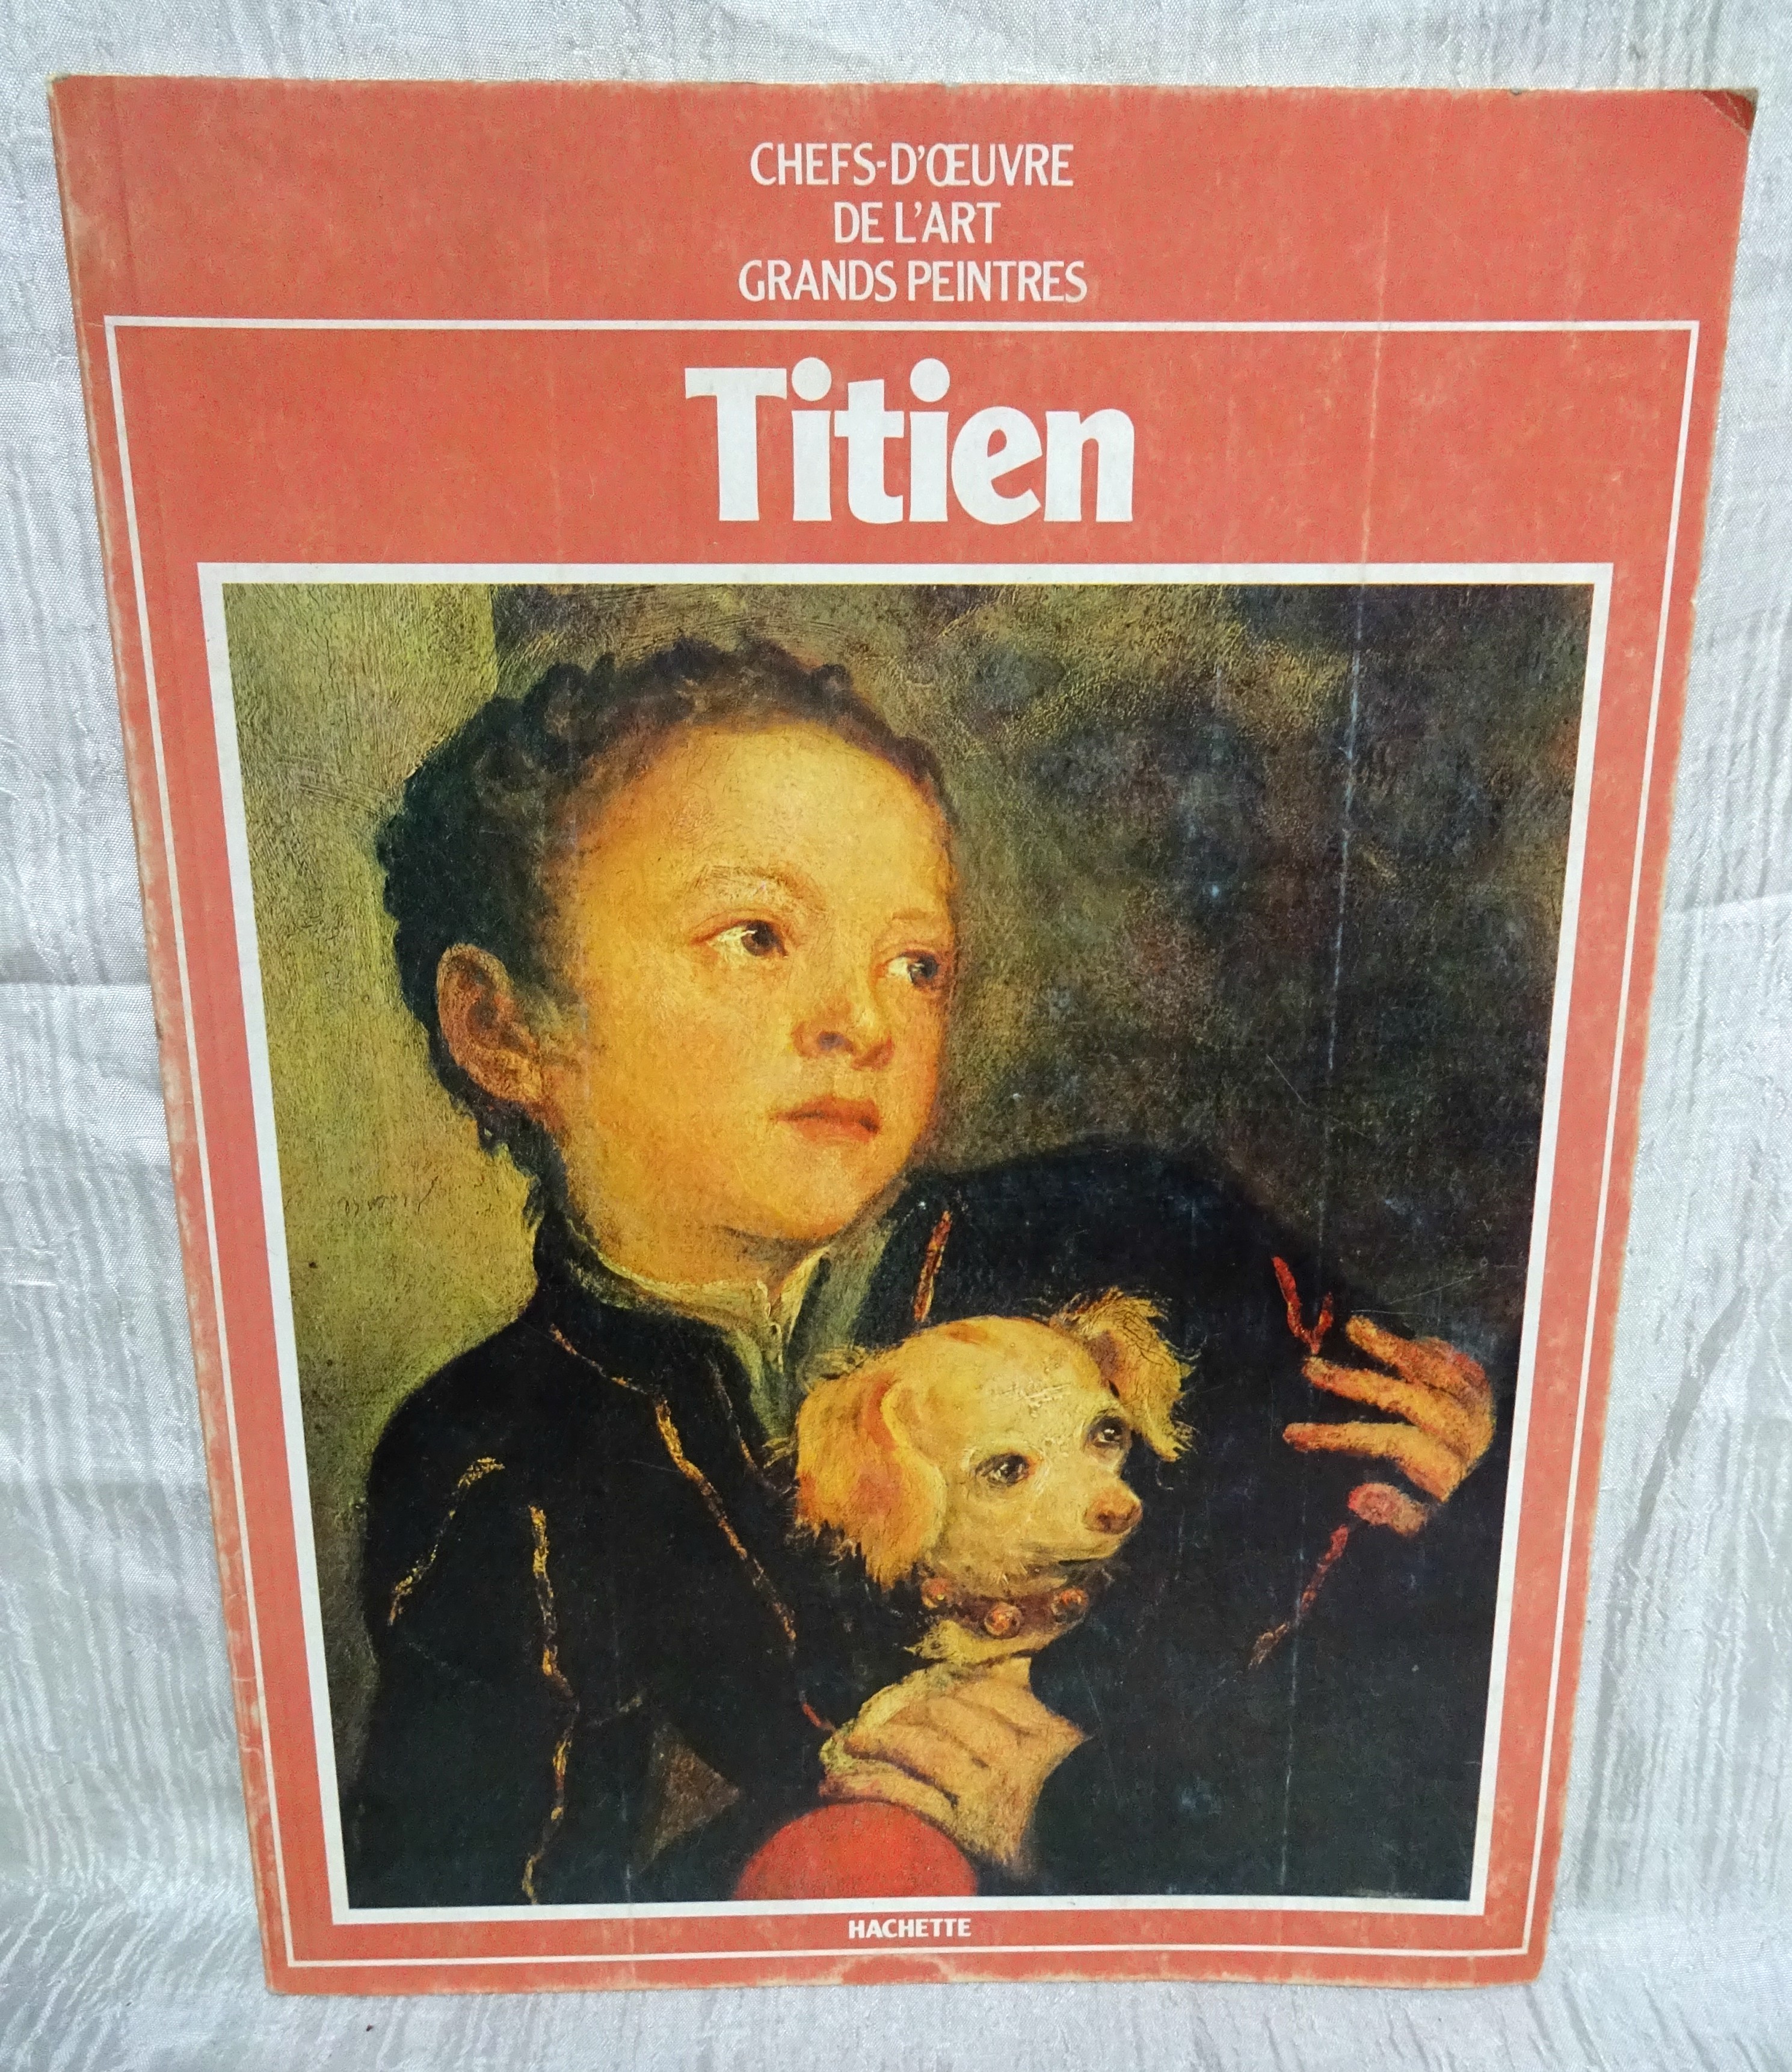 CHEFS-D'ŒUVRE
DE L'ART
GRANDS PEINTRES
Titien
HACHETTE